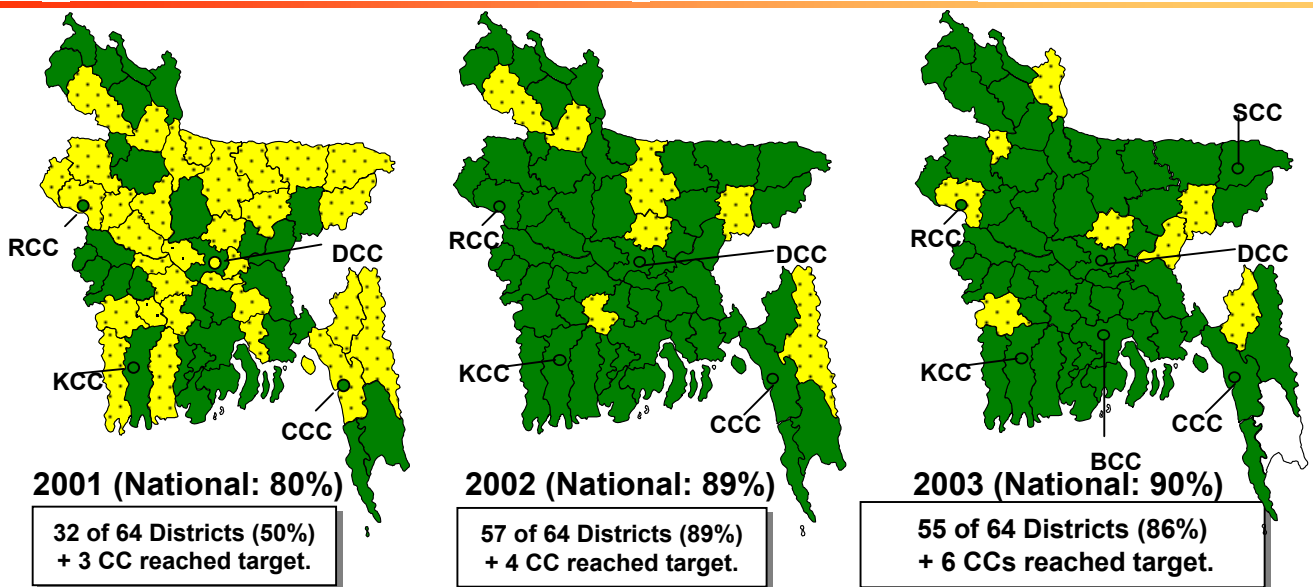 RCC
DCC
KCC
CCC
2001 (National: 80%)
32 of 64 Districts (50%)
+ 3 CC reached target.
RCC
DCC
KCC
CCC
2002 (National: 89%)
57 of 64 Districts (89%)
+ 4 CC reached target.
SCC
RCC
DCC
KCC
CCC
BCC
2003 (National: 90%)
55 of 64 Districts (86%)
+ 6 CCs reached target.